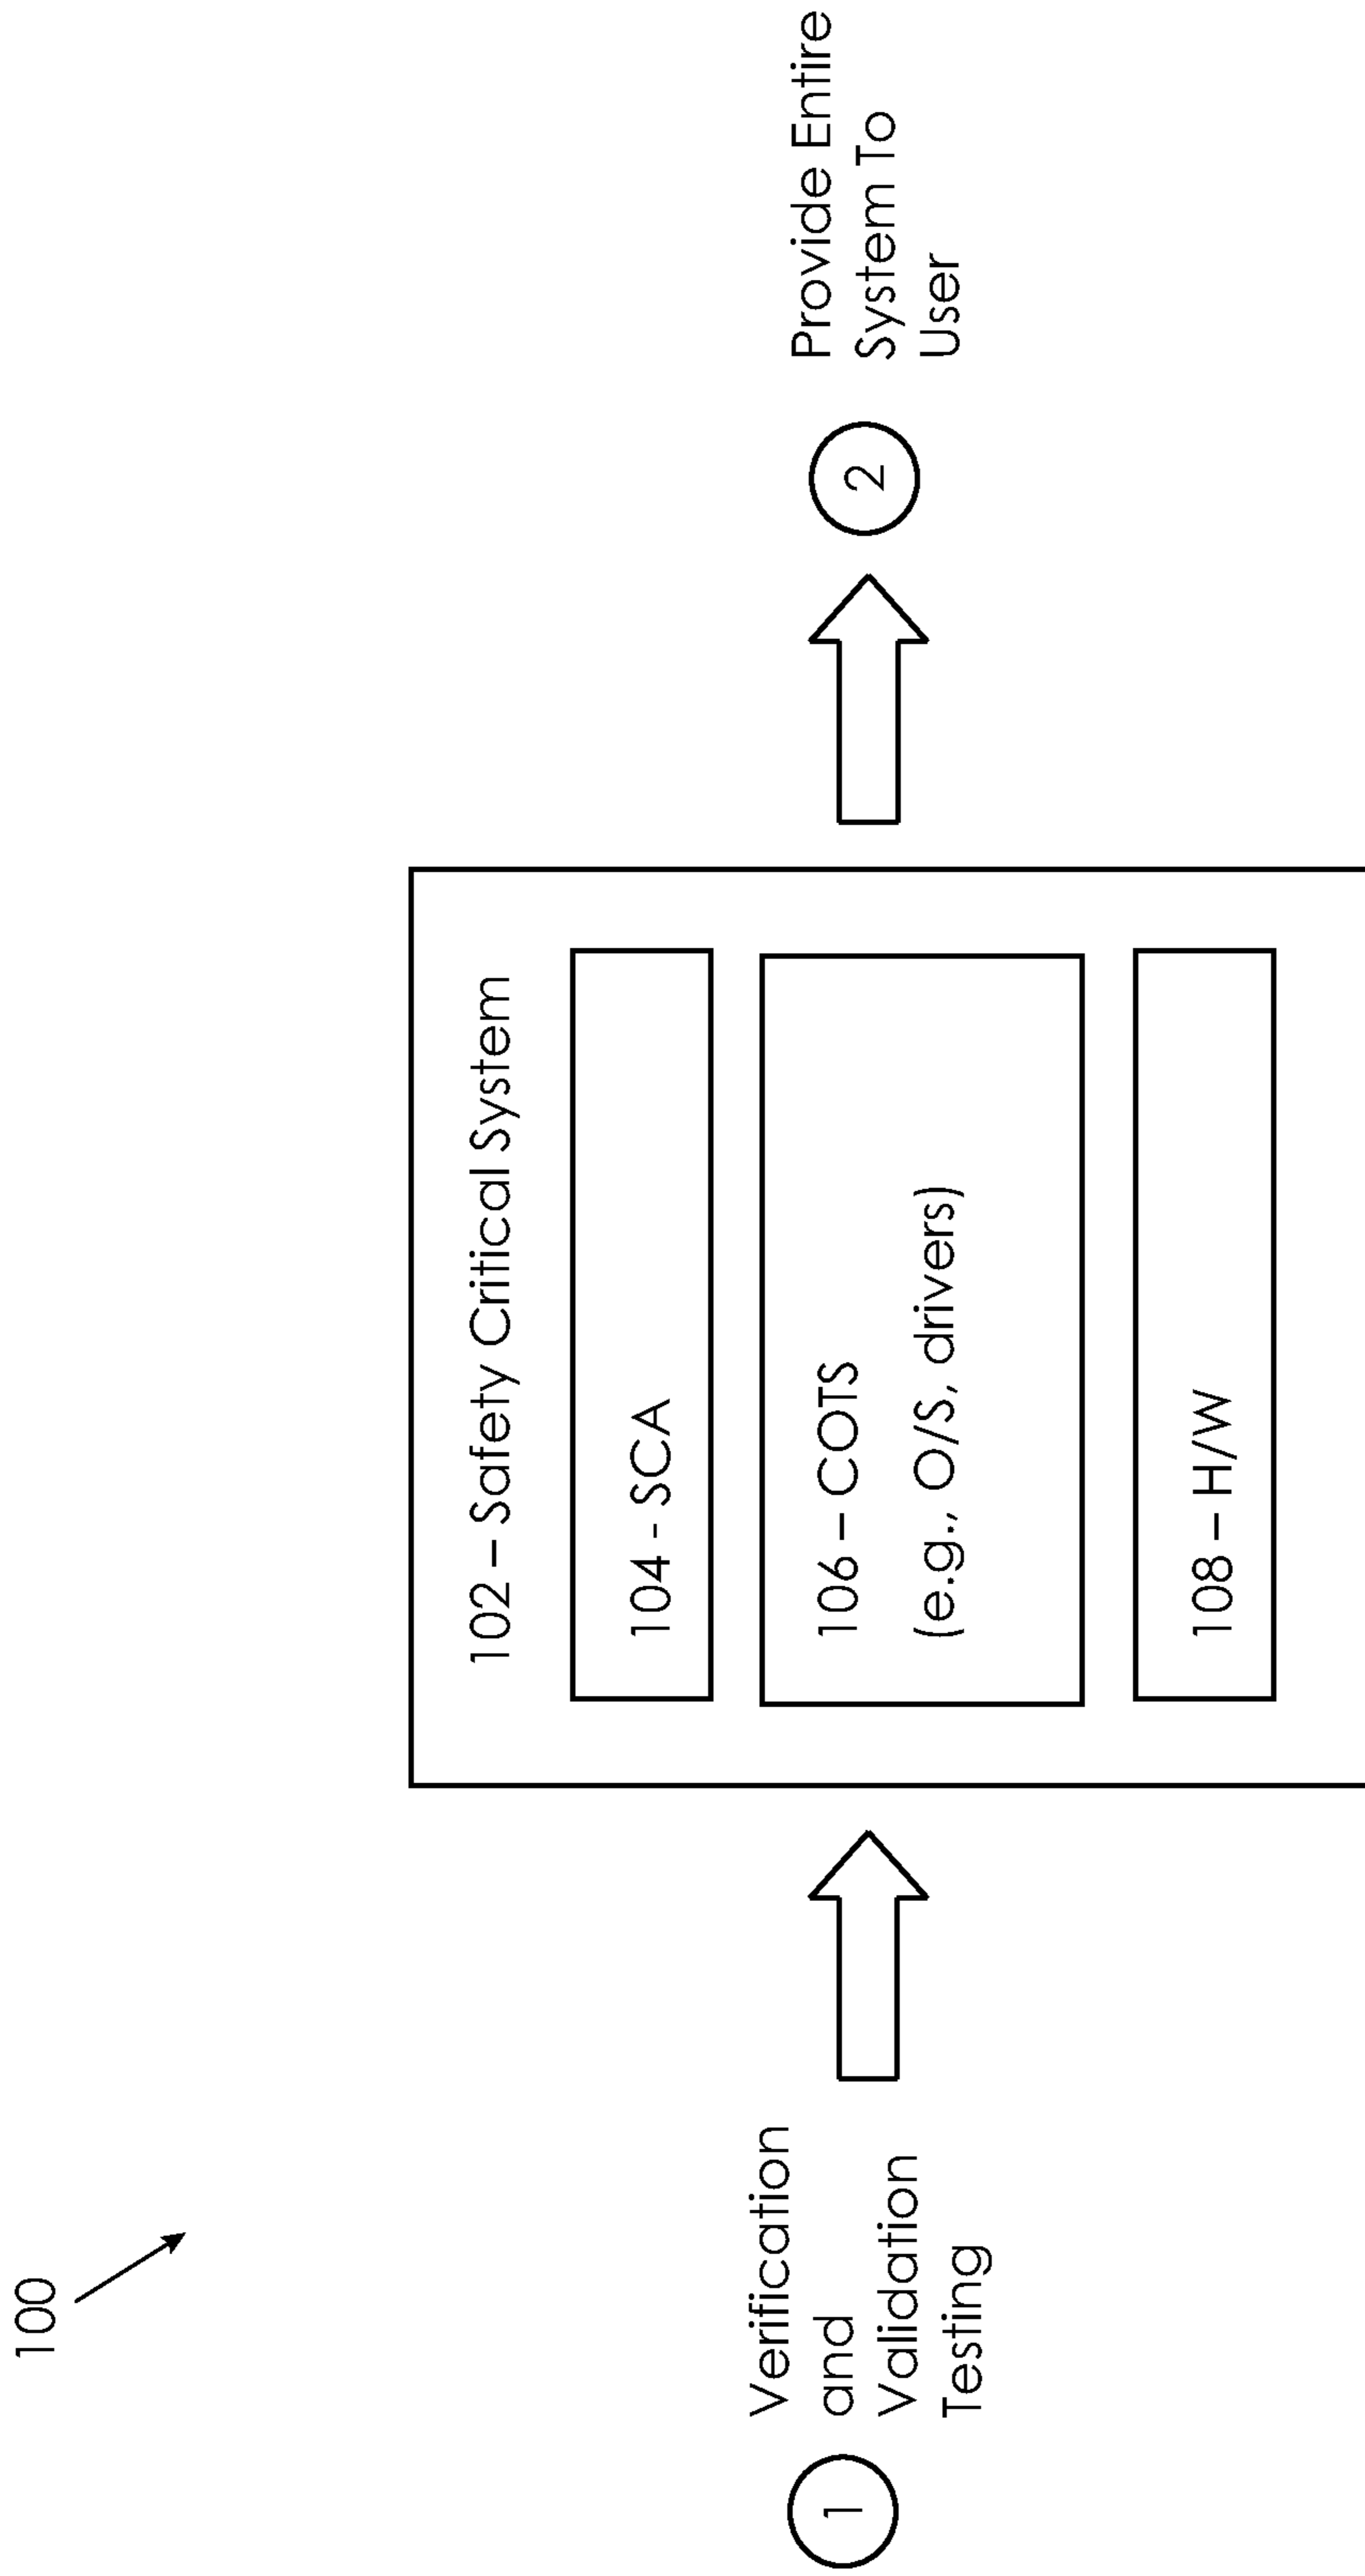 100
1
Verification
and
Validation
Testing
102 – Safety Critical System
104 - SCA
106 – COTS
(e.g., O/S, drivers)
108 – H/W
2
Provide Entire
System To
User